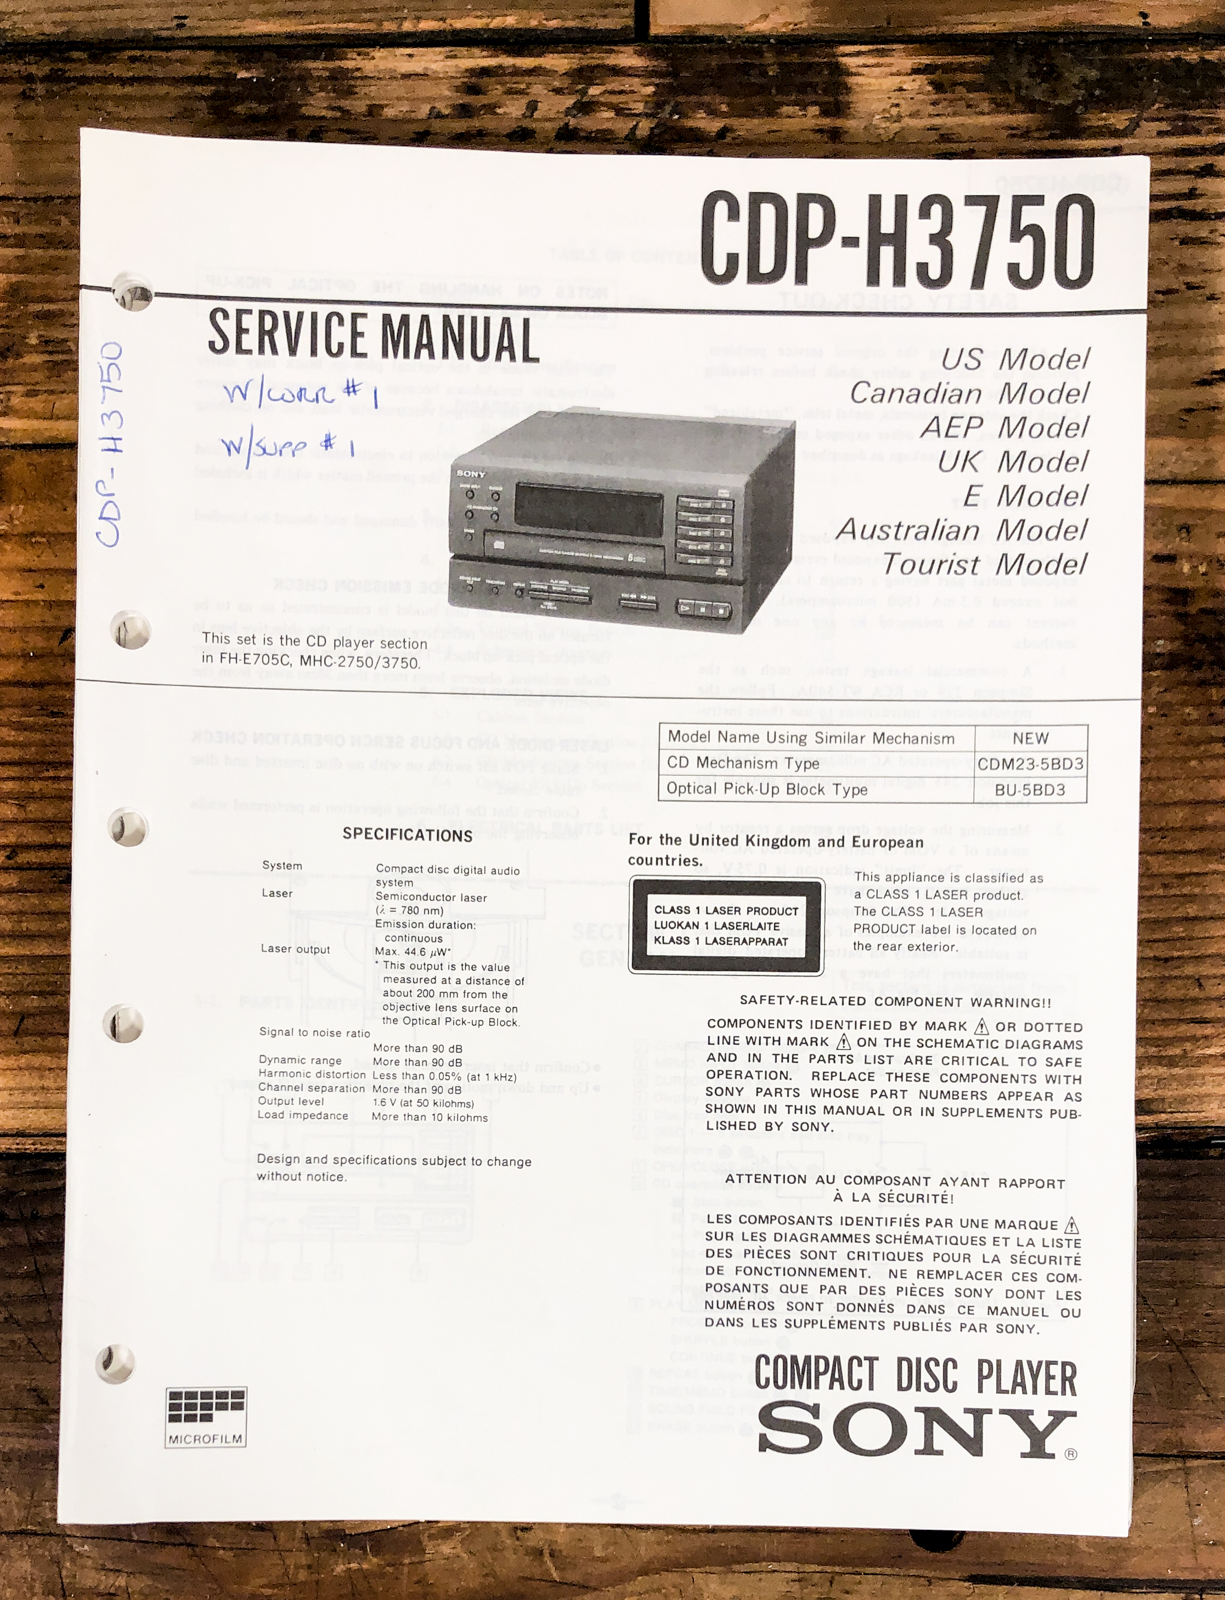 CDP-H3750
SERVICE MANUAL
W/CORR #1
W/SUPP #1
CDP-H3750
US Model
Canadian Model
AEP Model
UK Model
E Model
Australian Model
Tourist Model
SONY
This set is the CD player section
in FH-E705C, MHC-2750/3750.
Model Name Using Similar Mechanism NEW
CD Mechanism Type CDM23-5BD3
Optical Pick-Up Block Type BU-5BD3
SPECIFICATIONS
System Compact disc digital audio
system
Laser Semiconductor laser
(λ = 780 nm)
Emission duration:
continuous
Laser output Max. 44.6 μW*
* This output is the value
measured at a distance of
about 200 mm from the
objective lens surface on
the Optical Pick-up Block.
Signal to noise ratio
More than 90 dB
Dynamic range More than 90 dB
Harmonic distortion Less than 0.05% (at 1 kHz)
Channel separation More than 90 dB
Output level 1.6 V (at 50 kilohms)
Load impedance More than 10 kilohms
Design and specifications subject to change
without notice.
For the United Kingdom and European
countries.
CLASS 1 LASER PRODUCT
LUOKAN 1 LASERLAITE
KLASS 1 LASERAPPARAT
This appliance is classified as
a CLASS 1 LASER product.
The CLASS 1 LASER
PRODUCT label is located on
the rear exterior.
SAFETY-RELATED COMPONENT WARNING!!
COMPONENTS IDENTIFIED BY MARK ⚠ OR DOTTED
LINE WITH MARK ⚠ ON THE SCHEMATIC DIAGRAMS
AND IN THE PARTS LIST ARE CRITICAL TO SAFE
OPERATION. REPLACE THESE COMPONENTS WITH
SONY PARTS WHOSE PART NUMBERS APPEAR AS
SHOWN IN THIS MANUAL OR IN SUPPLEMENTS PUB-
LISHED BY SONY.
ATTENTION AU COMPOSANT AYANT RAPPORT
À LA SÉCURITÉ!
LES COMPOSANTS IDENTIFIÉS PAR UNE MARQUE ⚠
SUR LES DIAGRAMMES SCHÉMATIQUES ET LA LISTE
DES PIÈCES SONT CRITIQUES POUR LA SÉCURITÉ
DE FONCTIONNEMENT. NE REMPLACER CES COM-
POSANTS QUE PAR DES PIÈCES SONY DONT LES
NUMÉROS SONT DONNÉS DANS CE MANUEL OU
DANS LES SUPPLÉMENTS PUBLIÉS PAR SONY.
COMPACT DISC PLAYER
SONY®
MICROFILM